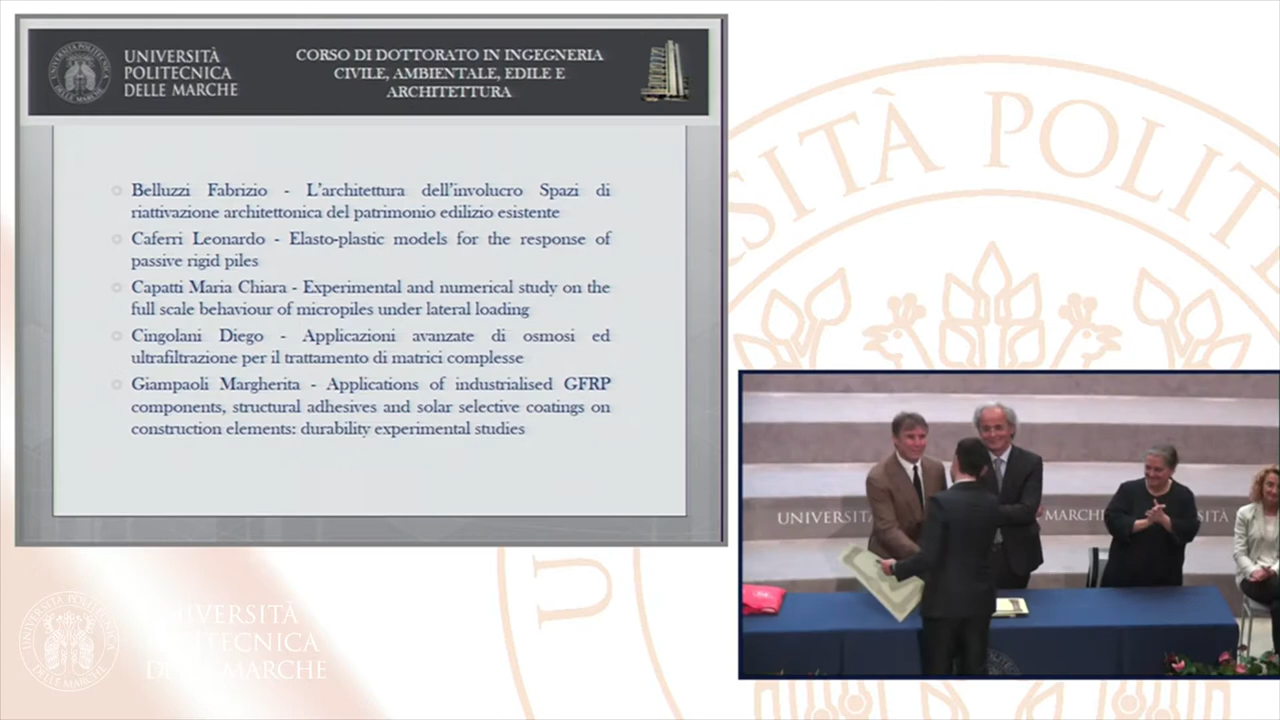 UNIVERSITÀ
POLITECNICA
DELLE MARCHE
CORSO DI DOTTORATO IN INGEGNERIA
CIVILE, AMBIENTALE, EDILE E
ARCHITETTURA
Belluzzi Fabrizio - L'architettura dell'involucro Spazi di
riattivazione architettonica del patrimonio edilizio esistente
Caferri Leonardo - Elasto-plastic models for the response of
passive rigid piles
Capatti Maria Chiara - Experimental and numerical study on the
full scale behaviour of micropiles under lateral loading
Cingolani Diego - Applicazioni avanzate di osmosi ed
ultrafiltrazione per il trattamento di matrici complesse
Giampaoli Margherita - Applications of industrialised GFRP
components, structural adhesives and solar selective coatings on
construction elements: durability experimental studies
SITÀ POLIT
UNIVERSITÀ MARCHE SITÀ
U
UNIVERSITÀ
POLITECNICA
DELLE MARCHE